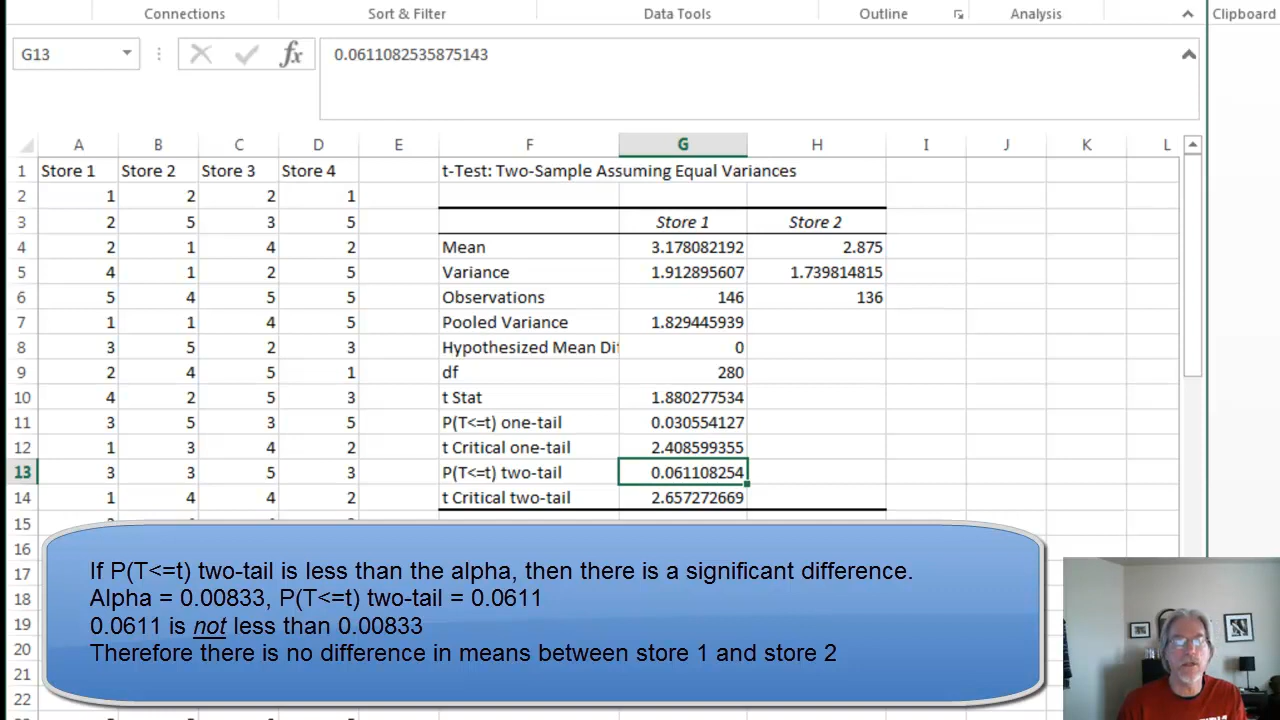 Connections Sort & Filter Data Tools Outline Analysis Clipboard
G13 fx 0.0611082535875143
A B C D E F G H I J K L
1 Store 1 Store 2 Store 3 Store 4 t-Test: Two-Sample Assuming Equal Variances
2 1 2 2 1
3 2 5 3 5 Store 1 Store 2
4 2 1 4 2 Mean 3.178082192 2.875
5 4 1 2 5 Variance 1.912895607 1.739814815
6 5 4 5 5 Observations 146 136
7 1 1 4 5 Pooled Variance 1.829445939
8 3 5 2 3 Hypothesized Mean Dif 0
9 2 4 5 1 df 280
10 4 2 5 3 t Stat 1.880277534
11 3 5 3 5 P(T<=t) one-tail 0.030554127
12 1 3 4 2 t Critical one-tail 2.408599355
13 3 3 5 3 P(T<=t) two-tail 0.061108254
14 1 4 4 2 t Critical two-tail 2.657272669
15
16
17
18
19
20
21
22
If P(T<=t) two-tail is less than the alpha, then there is a significant difference.
Alpha = 0.00833, P(T<=t) two-tail = 0.0611
0.0611 is not less than 0.00833
Therefore there is no difference in means between store 1 and store 2